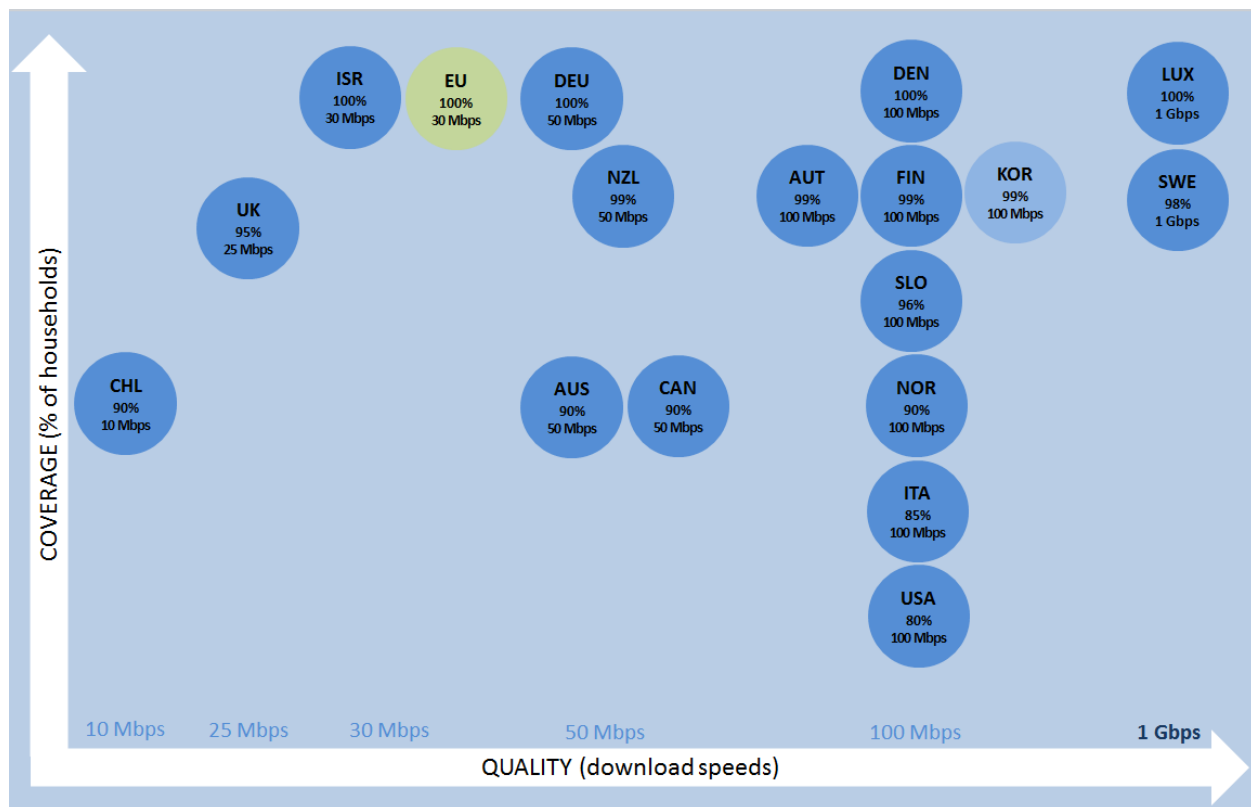 COVERAGE (% of households)
ISR
100%
30 Mbps
EU
100%
30 Mbps
DEU
100%
50 Mbps
DEN
100%
100 Mbps
LUX
100%
1 Gbps
UK
95%
25 Mbps
NZL
99%
50 Mbps
AUT
99%
100 Mbps
FIN
99%
100 Mbps
KOR
99%
100 Mbps
SWE
98%
1 Gbps
SLO
96%
100 Mbps
CHL
90%
10 Mbps
AUS
90%
50 Mbps
CAN
90%
50 Mbps
NOR
90%
100 Mbps
ITA
85%
100 Mbps
USA
80%
100 Mbps
10 Mbps
25 Mbps
30 Mbps
50 Mbps
100 Mbps
1 Gbps
QUALITY (download speeds)